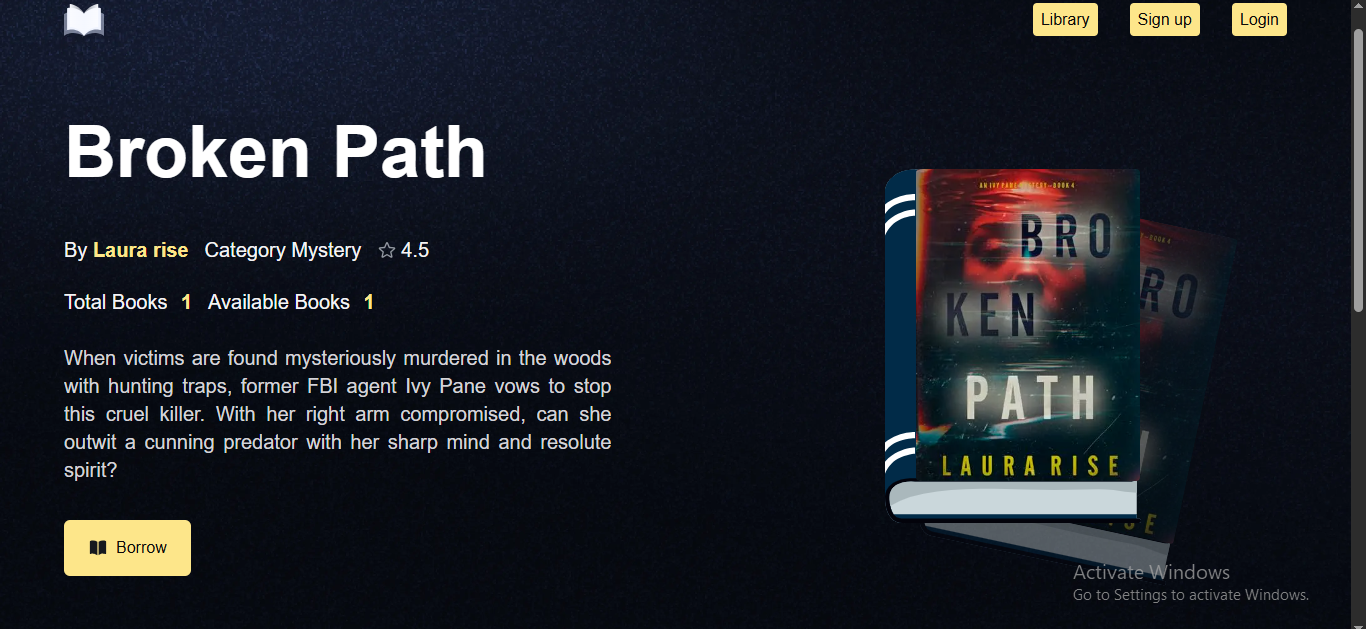 Library Sign up Login
Broken Path
By Laura rise Category Mystery 4.5
Total Books 1 Available Books 1
When victims are found mysteriously murdered in the woods
with hunting traps, former FBI agent Ivy Pane vows to stop
this cruel killer. With her right arm compromised, can she
outwit a cunning predator with her sharp mind and resolute
spirit?
Borrow
AN IVY PANE MYSTERY—BOOK 4
BRO
KEN
PATH
LAURA RISE
BOOK 4
RO
SE
Activate Windows
Go to Settings to activate Windows.